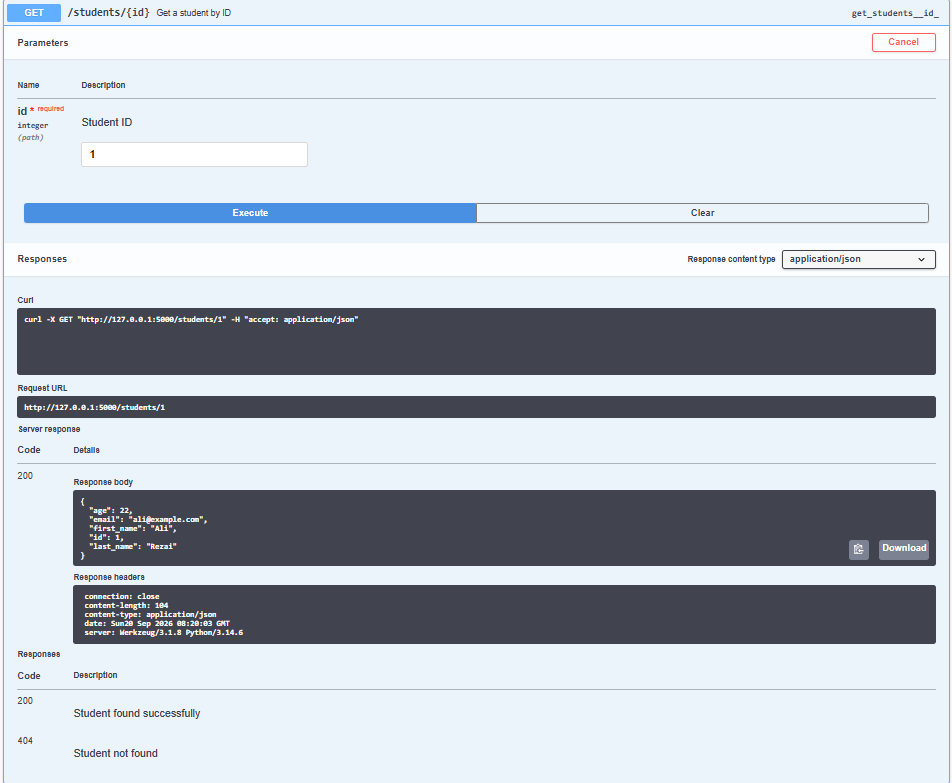 GET /students/{id} Get a student by ID get_students__id_
Parameters Cancel
Name Description
id * required
integer
(path)
Student ID
1
Execute Clear
Responses Response content type application/json
Curl
curl -X GET "http://127.0.0.1:5000/students/1" -H "accept: application/json"
Request URL
http://127.0.0.1:5000/students/1
Server response
Code Details
200
Response body
{
"age": 22,
"email": "ali@example.com",
"first_name": "Ali",
"id": 1,
"last_name": "Rezai"
}
Download
Response headers
connection: close
content-length: 104
content-type: application/json
date: Sun20 Sep 2026 08:20:03 GMT
server: Werkzeug/3.1.8 Python/3.14.6
Responses
Code Description
200
Student found successfully
404
Student not found